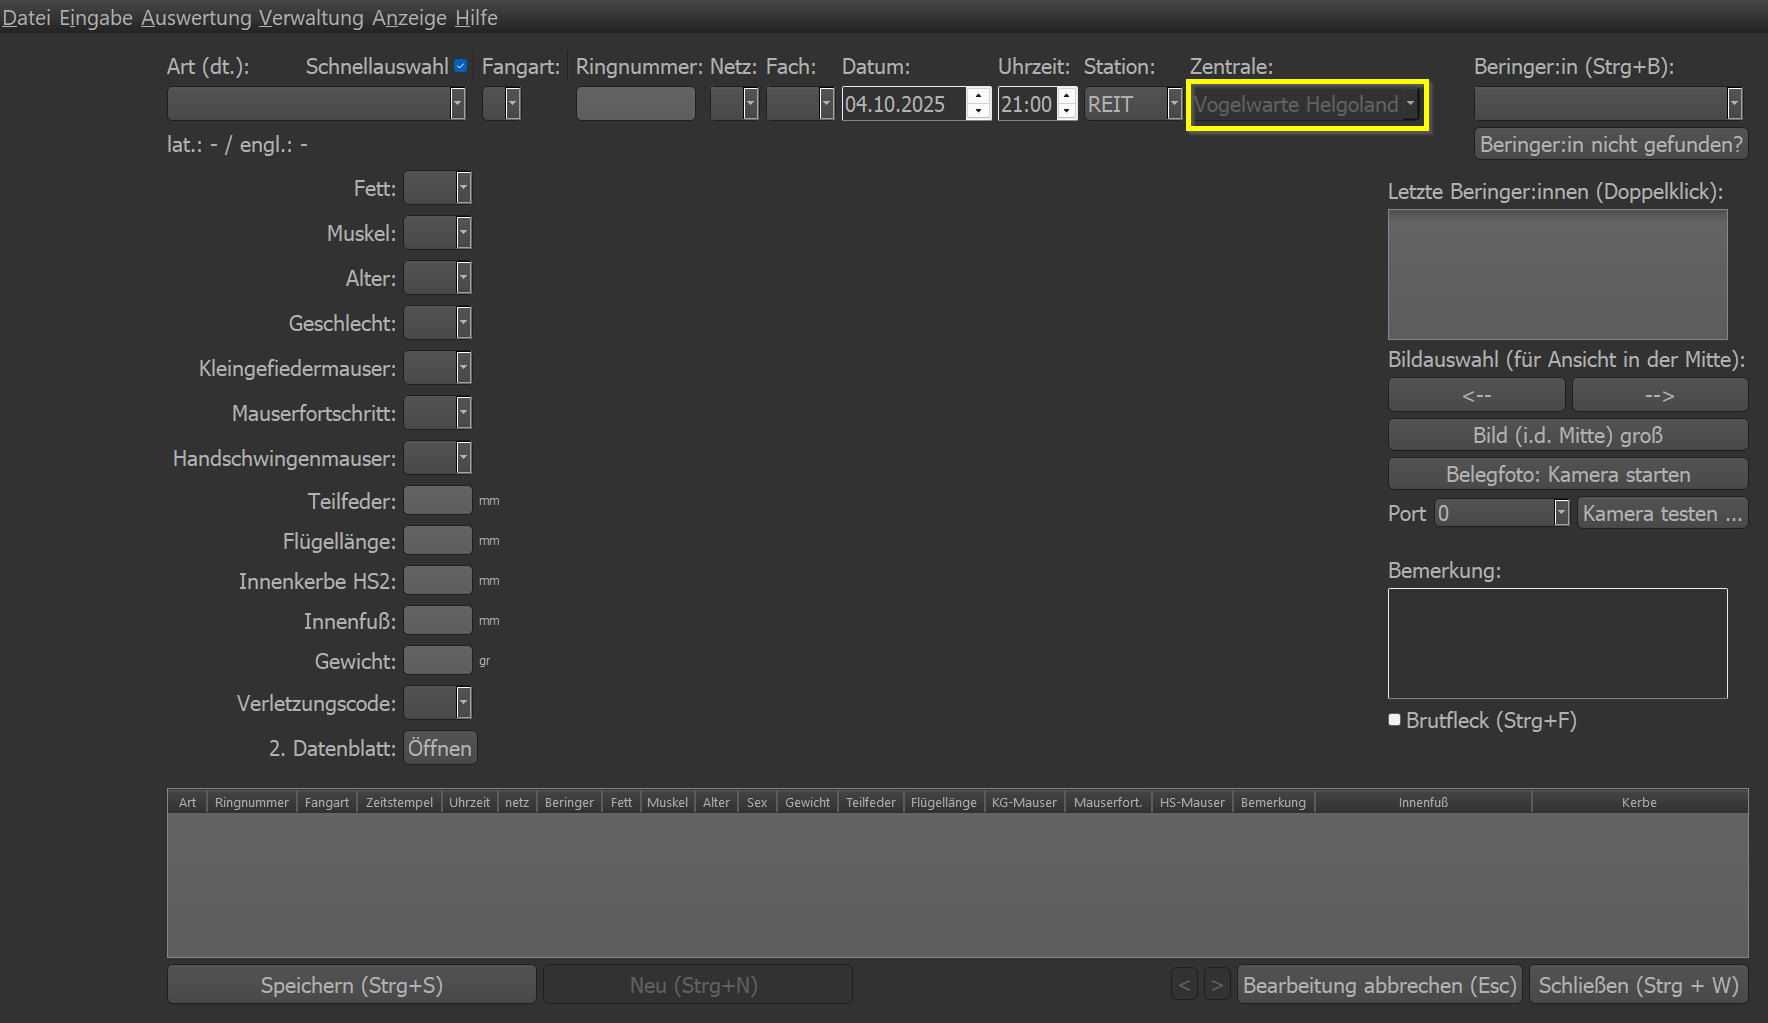 Datei Eingabe Auswertung Verwaltung Anzeige Hilfe
Art (dt.): Schnellauswahl Fangart: Ringnummer: Netz: Fach: Datum: Uhrzeit: Station: Zentrale: Beringer:in (Strg+B):
04.10.2025 21:00 REIT Vogelwarte Helgoland
lat.: - / engl.: - Beringer:in nicht gefunden?
Fett: Letzte Beringer:innen (Doppelklick):
Muskel:
Alter:
Geschlecht:
Kleingefiedermauser: Bildauswahl (für Ansicht in der Mitte):
<-- -->
Mauserfortschritt:
Bild (i.d. Mitte) groß
Handschwingenmauser:
Belegfoto: Kamera starten
Teilfeder: mm
Port 0 Kamera testen ...
Flügellänge: mm
Innenkerbe HS2: mm
Bemerkung:
Innenfuß: mm
Gewicht: gr
Verletzungscode:
Brutfleck (Strg+F)
2. Datenblatt: Öffnen
Art Ringnummer Fangart Zeitstempel Uhrzeit netz Beringer Fett Muskel Alter Sex Gewicht Teilfeder Flügellänge KG-Mauser Mauserfort. HS-Mauser Bemerkung Innenfuß Kerbe
Speichern (Strg+S) Neu (Strg+N) < > Bearbeitung abbrechen (Esc) Schließen (Strg + W)